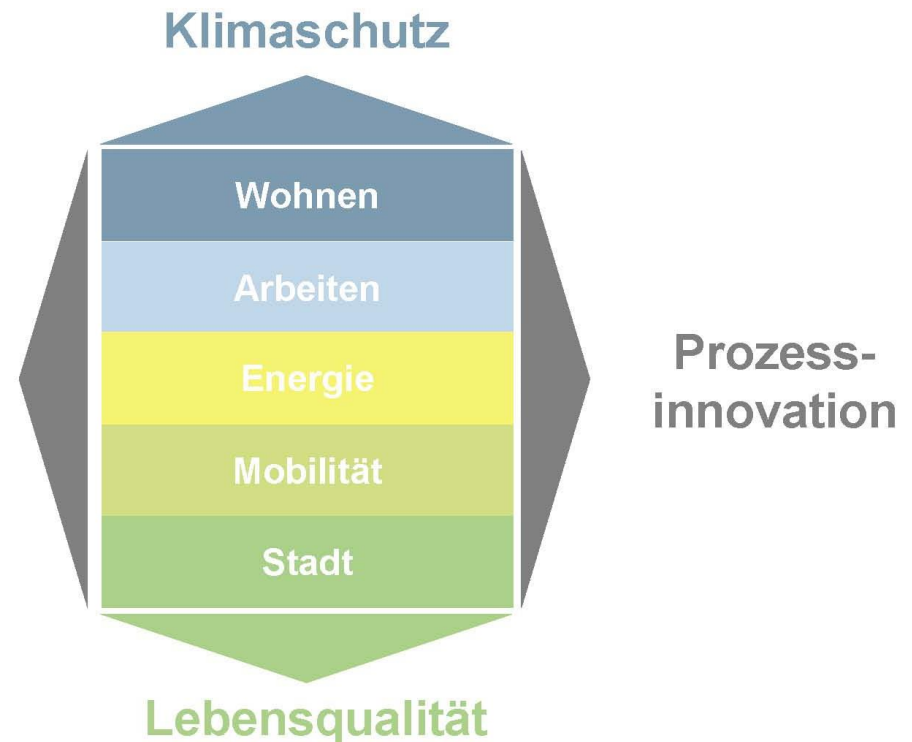 Klimaschutz
Wohnen
Arbeiten
Energie
Mobilität
Stadt
Prozess-
innovation
Lebensqualität